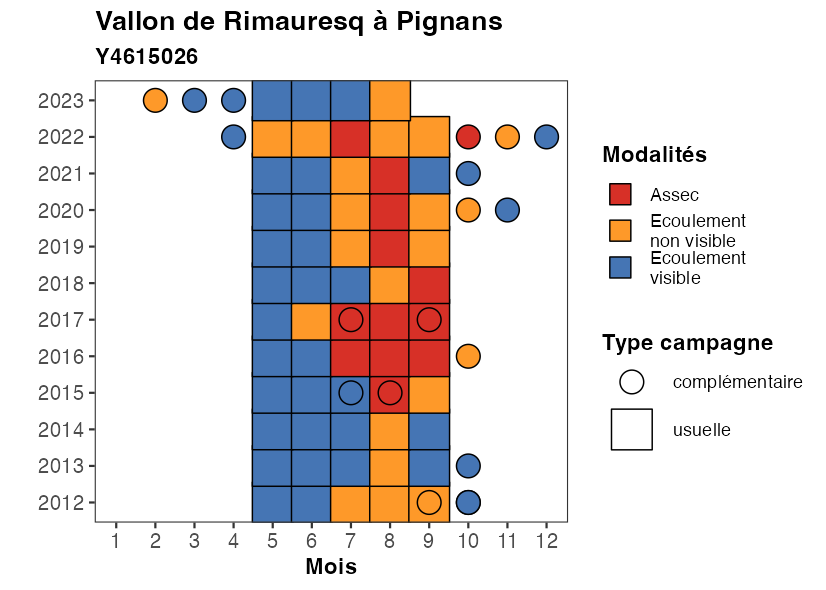 Vallon de Rimauresq à Pignans
Y4615026
2023
2022
2021
2020
2019
2018
2017
2016
2015
2014
2013
2012
1 2 3 4 5 6 7 8 9 10 11 12
Mois
Modalités
Assec
Ecoulement
non visible
Ecoulement
visible
Type campagne
complémentaire
usuelle